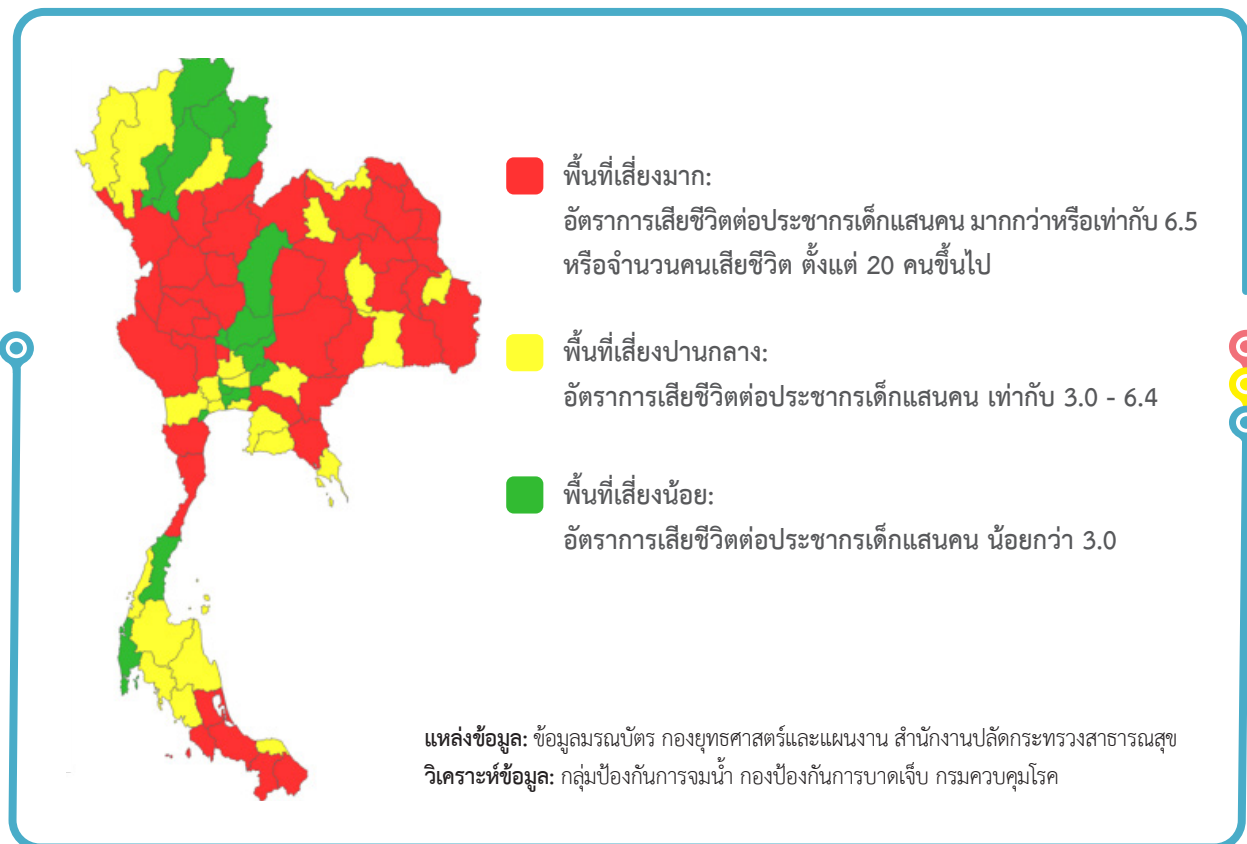 พื้นที่เสี่ยงมาก:
อัตราการเสียชีวิตต่อประชากรเด็กแสนคน มากกว่าหรือเท่ากับ 6.5
หรือจำนวนคนเสียชีวิต ตั้งแต่ 20 คนขึ้นไป
พื้นที่เสี่ยงปานกลาง:
อัตราการเสียชีวิตต่อประชากรเด็กแสนคน เท่ากับ 3.0 - 6.4
พื้นที่เสี่ยงน้อย:
อัตราการเสียชีวิตต่อประชากรเด็กแสนคน น้อยกว่า 3.0
แหล่งข้อมูล: ข้อมูลมรณบัตร กองยุทธศาสตร์และแผนงาน สำนักงานปลัดกระทรวงสาธารณสุข
วิเคราะห์ข้อมูล: กลุ่มป้องกันการจมน้ำ กองป้องกันการบาดเจ็บ กรมควบคุมโรค